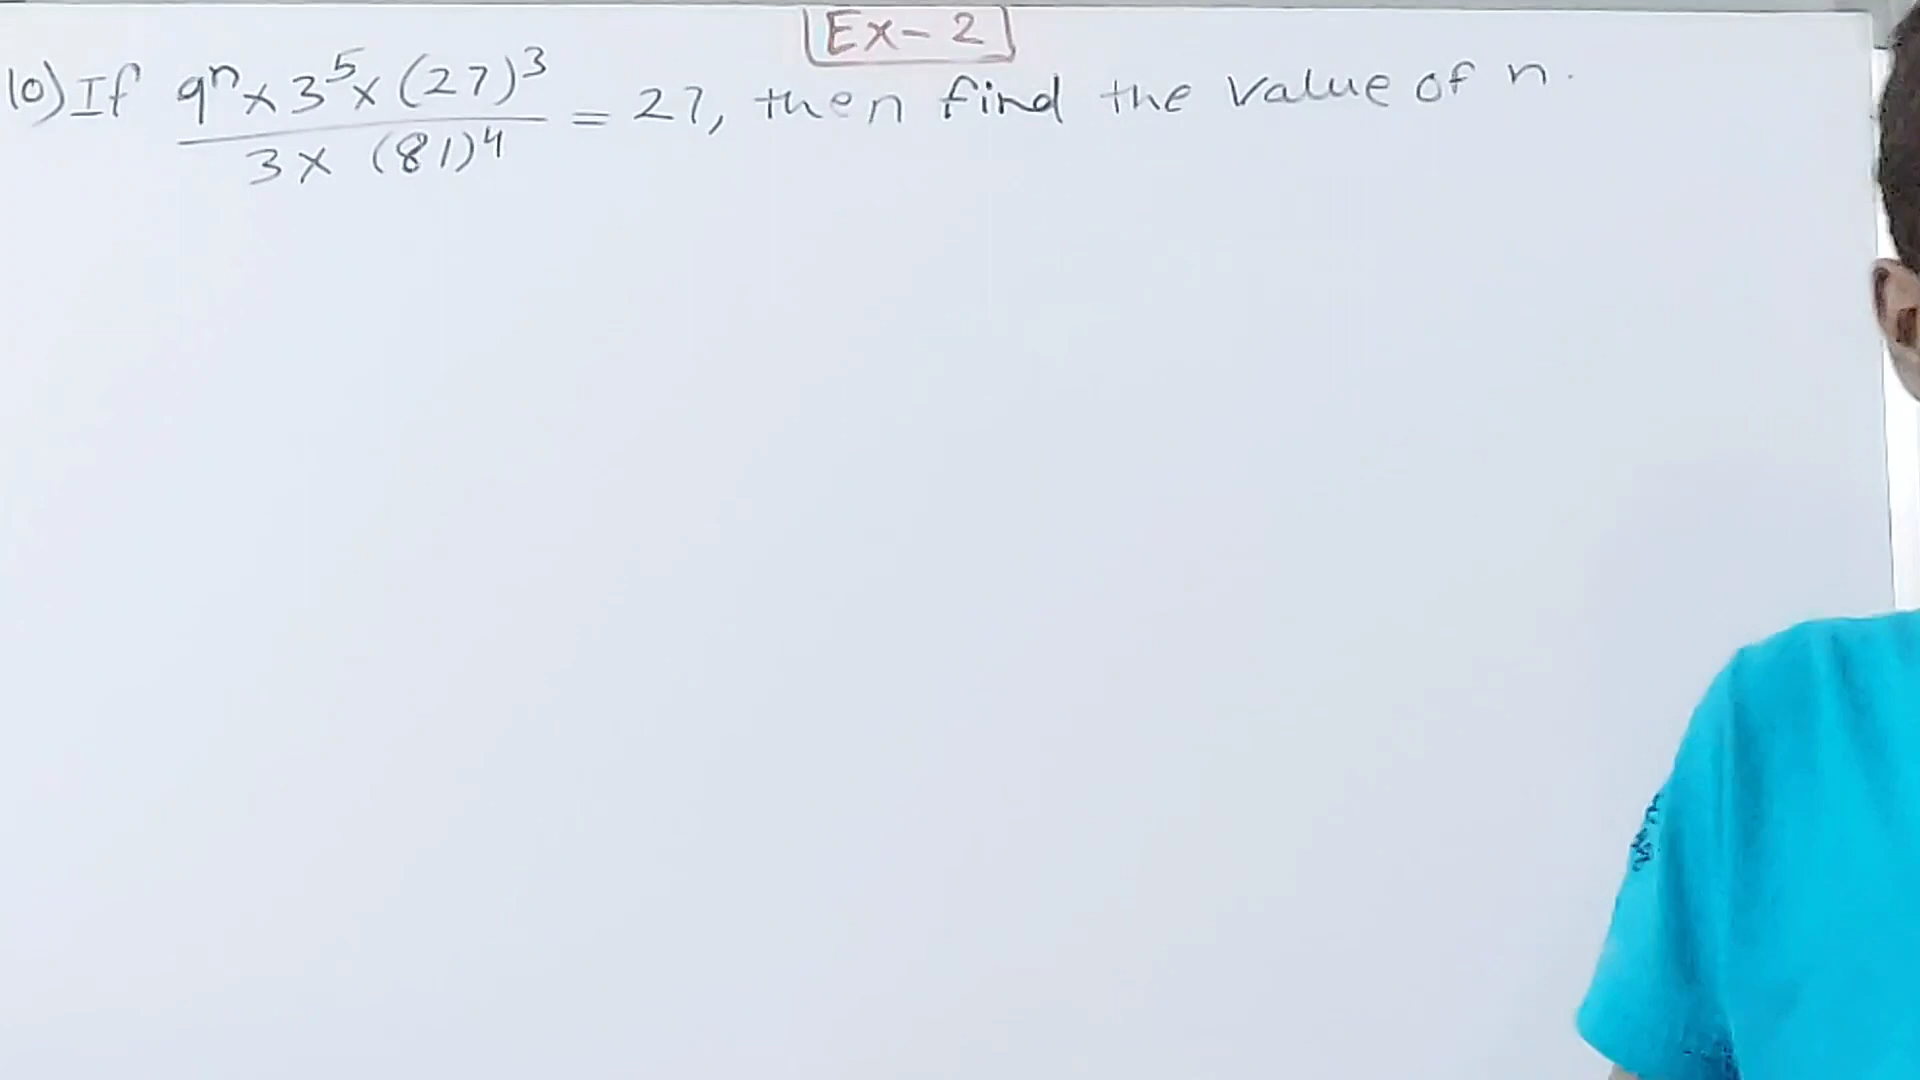 Ex-2
10) If 9ⁿ × 3⁵ × (27)³ / 3 × (81)⁴ = 27, then find the value of n.